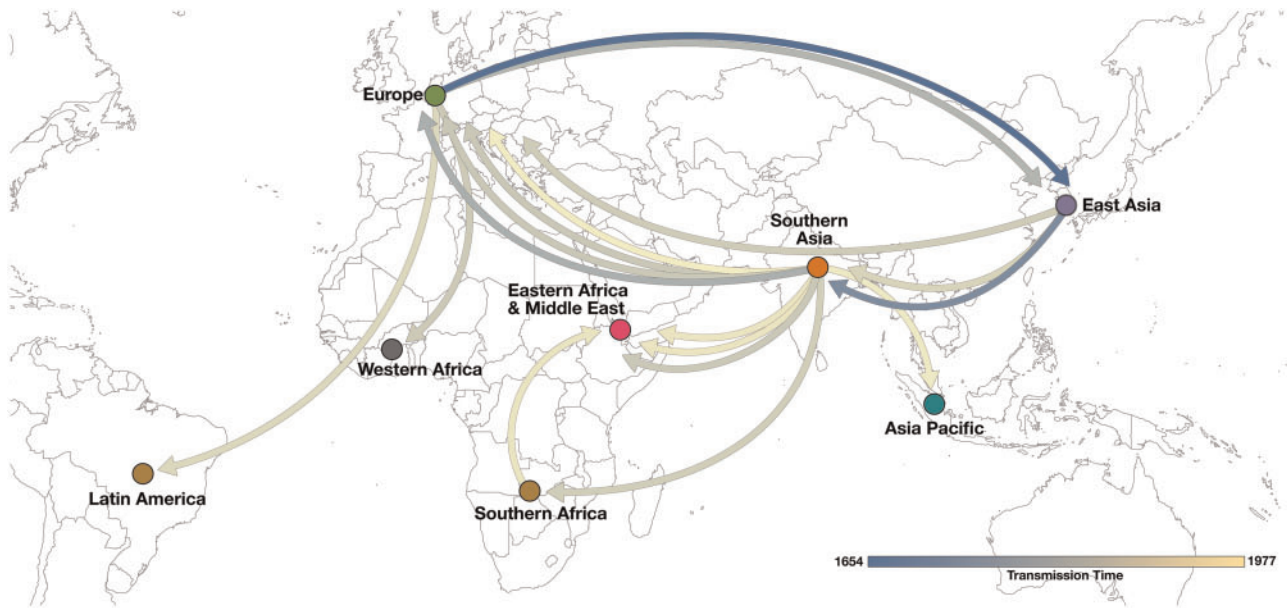 Europe
East Asia
Southern
Asia
Eastern Africa
& Middle East
Western Africa
Asia Pacific
Latin America
Southern Africa
1654
1977
Transmission Time